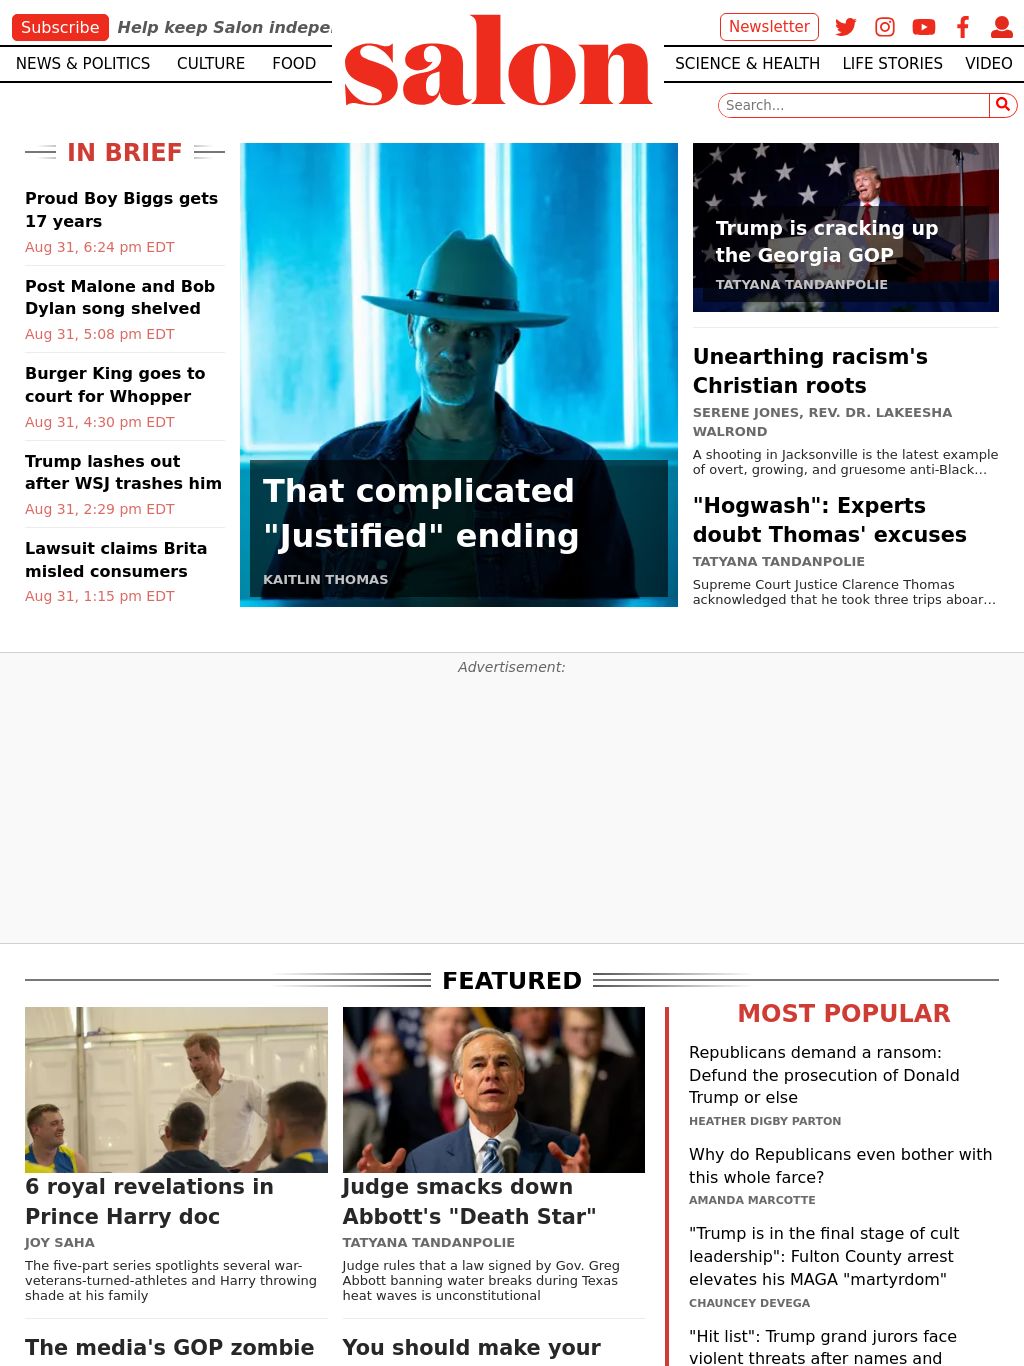 Subscribe
Help keep Salon indepe
Newsletter
NEWS & POLITICS
CULTURE
FOOD
salon
SCIENCE & HEALTH
LIFE STORIES
VIDEO
Search...
IN BRIEF
Proud Boy Biggs gets
17 years
Aug 31, 6:24 pm EDT
Post Malone and Bob
Dylan song shelved
Aug 31, 5:08 pm EDT
Burger King goes to
court for Whopper
Aug 31, 4:30 pm EDT
Trump lashes out
after WSJ trashes him
Aug 31, 2:29 pm EDT
Lawsuit claims Brita
misled consumers
Aug 31, 1:15 pm EDT
That complicated
"Justified" ending
KAITLIN THOMAS
Trump is cracking up
the Georgia GOP
TATYANA TANDANPOLIE
Unearthing racism's
Christian roots
SERENE JONES, REV. DR. LAKEESHA
WALROND
A shooting in Jacksonville is the latest example
of overt, growing, and gruesome anti-Black...
"Hogwash": Experts
doubt Thomas' excuses
TATYANA TANDANPOLIE
Supreme Court Justice Clarence Thomas
acknowledged that he took three trips aboar...
Advertisement:
FEATURED
6 royal revelations in
Prince Harry doc
JOY SAHA
The five-part series spotlights several war-
veterans-turned-athletes and Harry throwing
shade at his family
The media's GOP zombie
Judge smacks down
Abbott's "Death Star"
TATYANA TANDANPOLIE
Judge rules that a law signed by Gov. Greg
Abbott banning water breaks during Texas
heat waves is unconstitutional
You should make your
MOST POPULAR
Republicans demand a ransom:
Defund the prosecution of Donald
Trump or else
HEATHER DIGBY PARTON
Why do Republicans even bother with
this whole farce?
AMANDA MARCOTTE
"Trump is in the final stage of cult
leadership": Fulton County arrest
elevates his MAGA "martyrdom"
CHAUNCEY DEVEGA
"Hit list": Trump grand jurors face
violent threats after names and